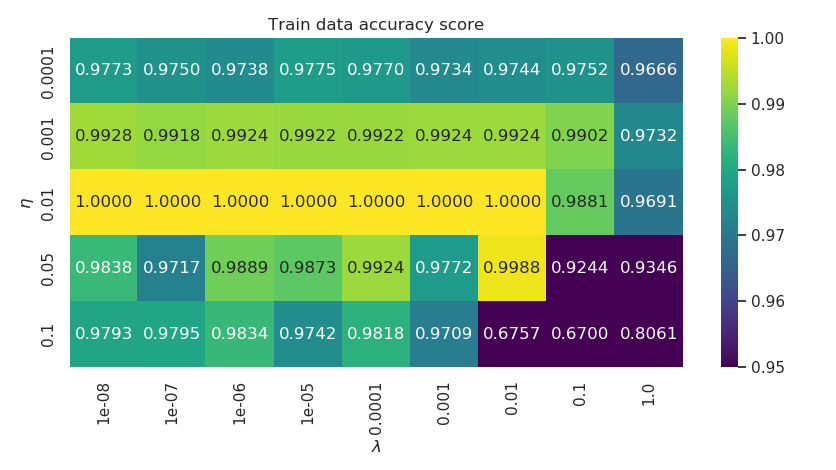 Train data accuracy score
0.0001 0.9773 0.9750 0.9738 0.9775 0.9770 0.9734 0.9744 0.9752 0.9666
0.001 0.9928 0.9918 0.9924 0.9922 0.9922 0.9924 0.9924 0.9902 0.9732
η
0.01 1.0000 1.0000 1.0000 1.0000 1.0000 1.0000 1.0000 0.9881 0.9691
0.05 0.9838 0.9717 0.9889 0.9873 0.9924 0.9772 0.9988 0.9244 0.9346
0.1 0.9793 0.9795 0.9834 0.9742 0.9818 0.9709 0.6757 0.6700 0.8061
1e-08 1e-07 1e-06 1e-05 0.0001 0.001 0.01 0.1 1.0
λ
1.00
0.99
0.98
0.97
0.96
0.95